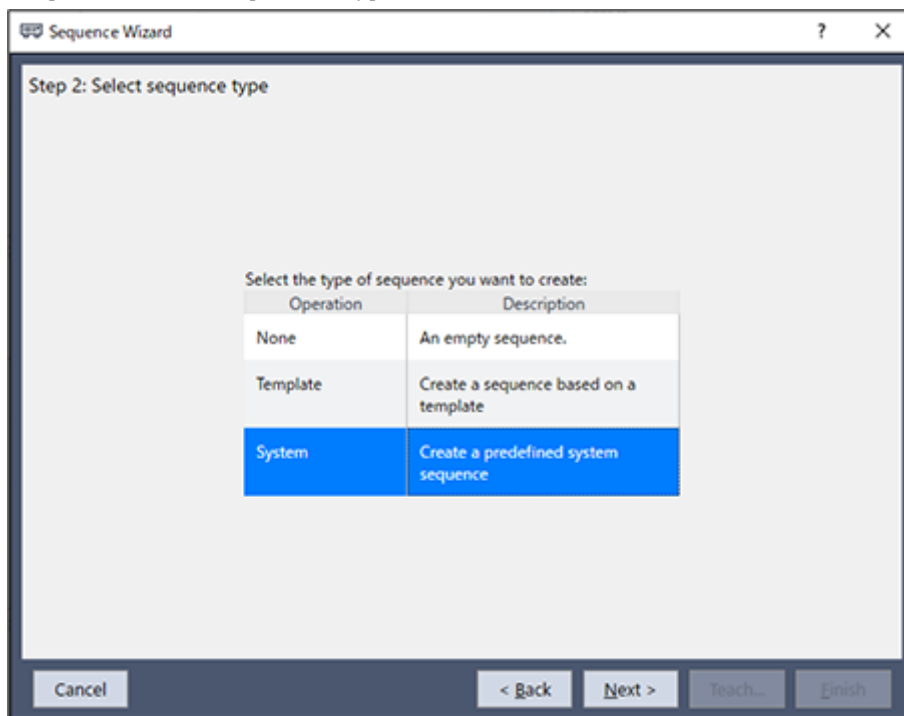 Sequence Wizard
?
Step 2: Select sequence type
Select the type of sequence you want to create:
Operation Description
None An empty sequence.
Template Create a sequence based on a
template
System Create a predefined system
sequence
Cancel < Back Next > Teach... Finish